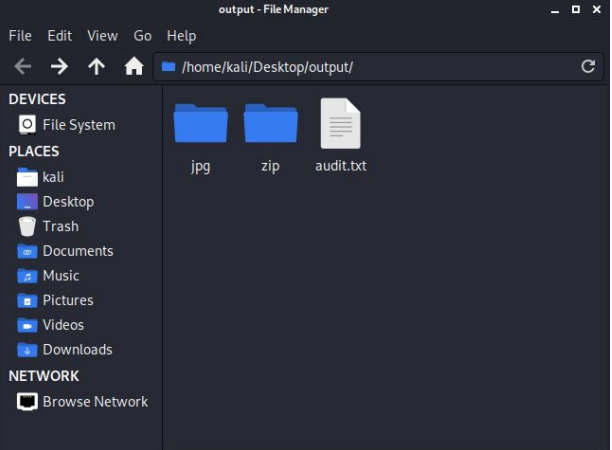 output - File Manager
File Edit View Go Help
/home/kali/Desktop/output/
DEVICES
File System
PLACES
kali
Desktop
Trash
Documents
Music
Pictures
Videos
Downloads
NETWORK
Browse Network
jpg zip audit.txt